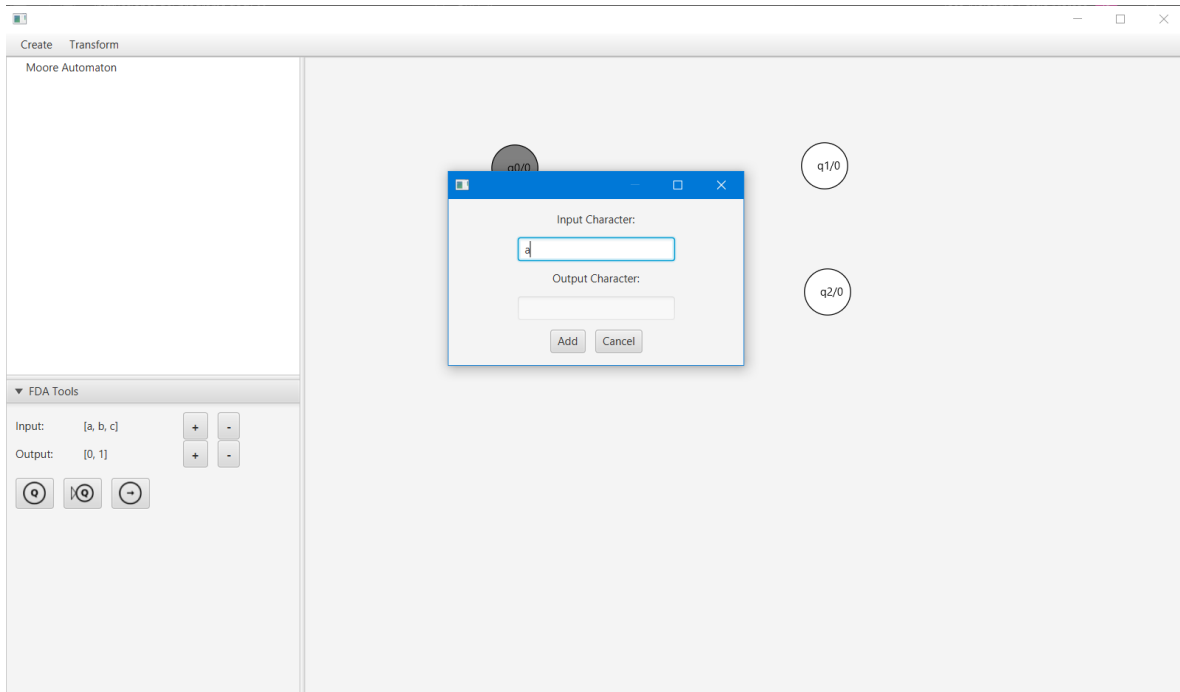 Create Transform
Moore Automaton
q0/0
q1/0
Input Character:
a
Output Character:
q2/0
Add Cancel
FDA Tools
Input: [a, b, c] + -
Output: [0, 1] + -
Q Q